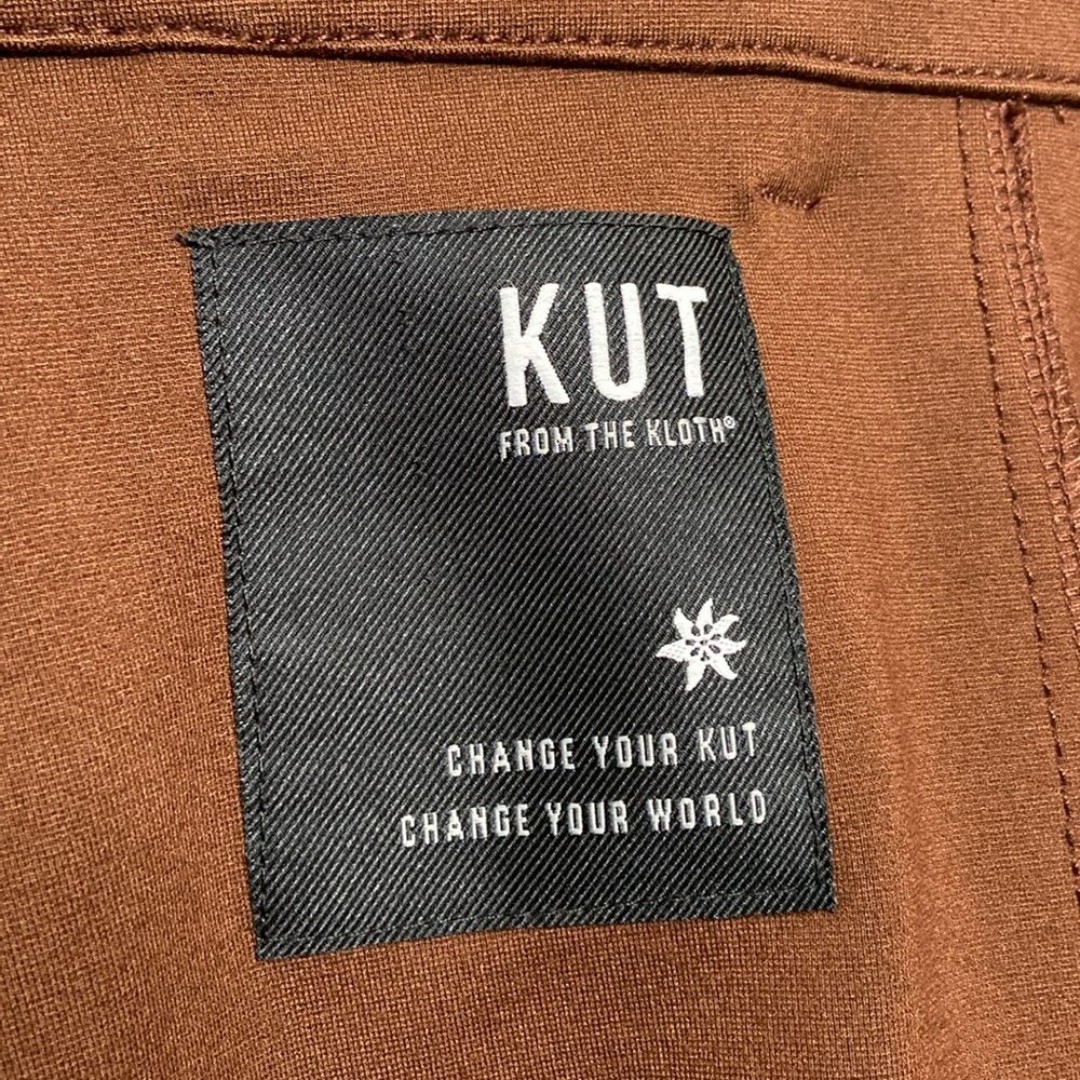 KUT
FROM THE KLOTH®
CHANGE YOUR KUT
CHANGE YOUR WORLD